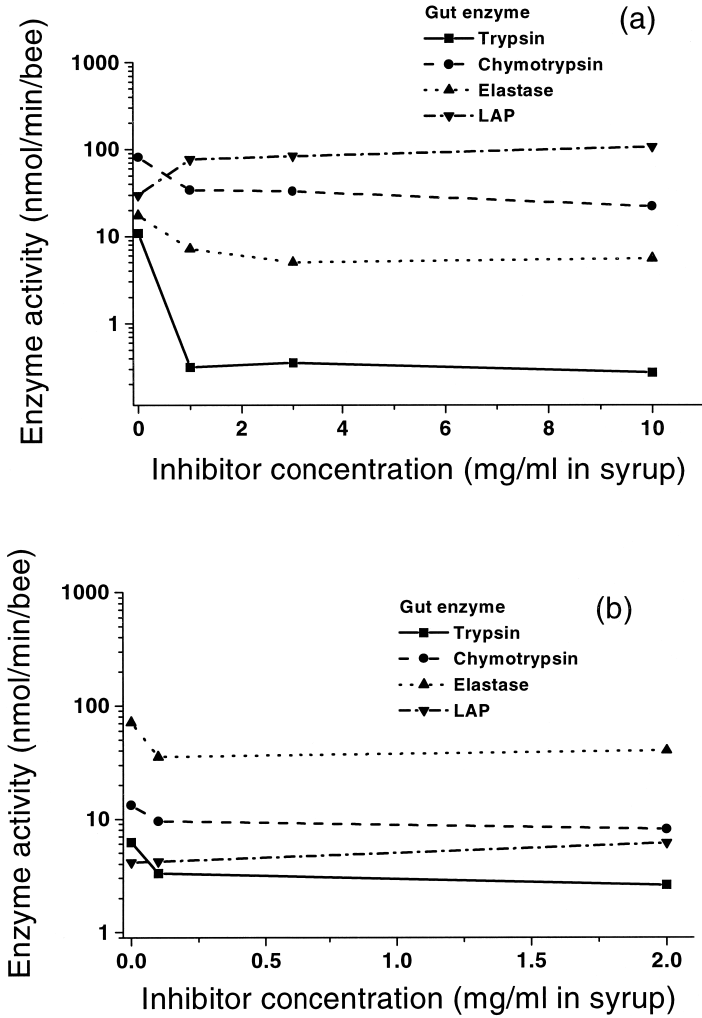 Gut enzyme
(a)
Trypsin
Chymotrypsin
Elastase
LAP
Enzyme activity (nmol/min/bee)
1000
100
10
1
0 2 4 6 8 10
Inhibitor concentration (mg/ml in syrup)
Gut enzyme
(b)
Trypsin
Chymotrypsin
Elastase
LAP
Enzyme activity (nmol/min/bee)
1000
100
10
1
0.0 0.5 1.0 1.5 2.0
Inhibitor concentration (mg/ml in syrup)